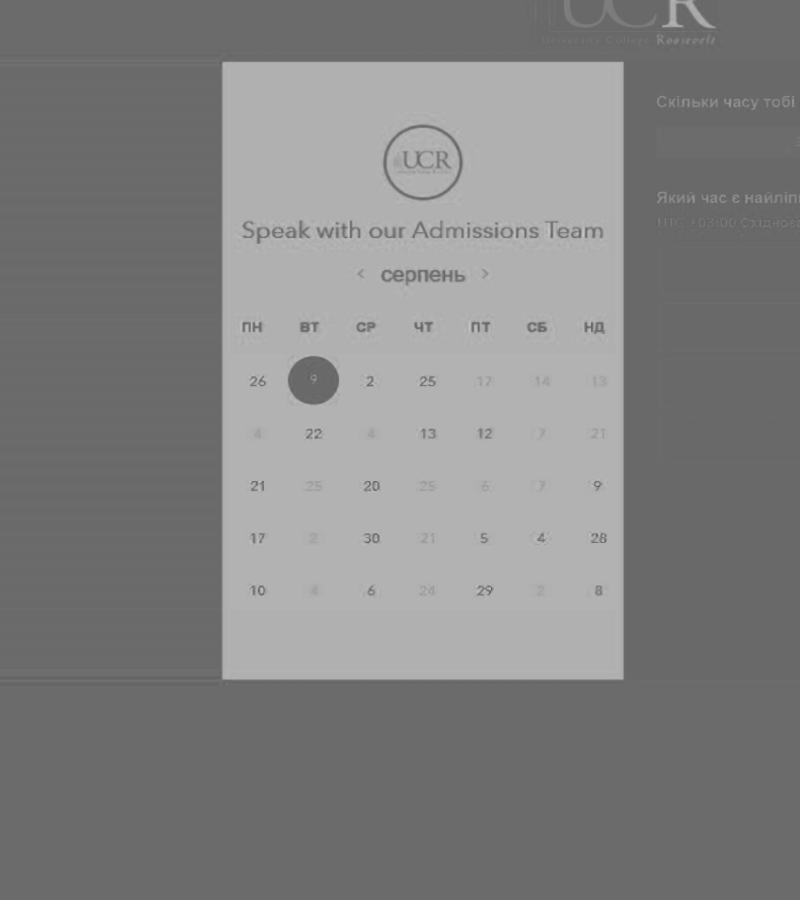 UCR
University College Roosevelt
UCR
Speak with our Admissions Team
< серпень >
ПН ВТ СР ЧТ ПТ СБ НД
26 9 2 25 17 14 13
4 22 4 13 12 7 21
21 25 20 25 6 7 9
17 2 30 21 5 4 28
10 4 6 24 29 2 8
Скільки часу тобі
Який час є
UTC +03:00